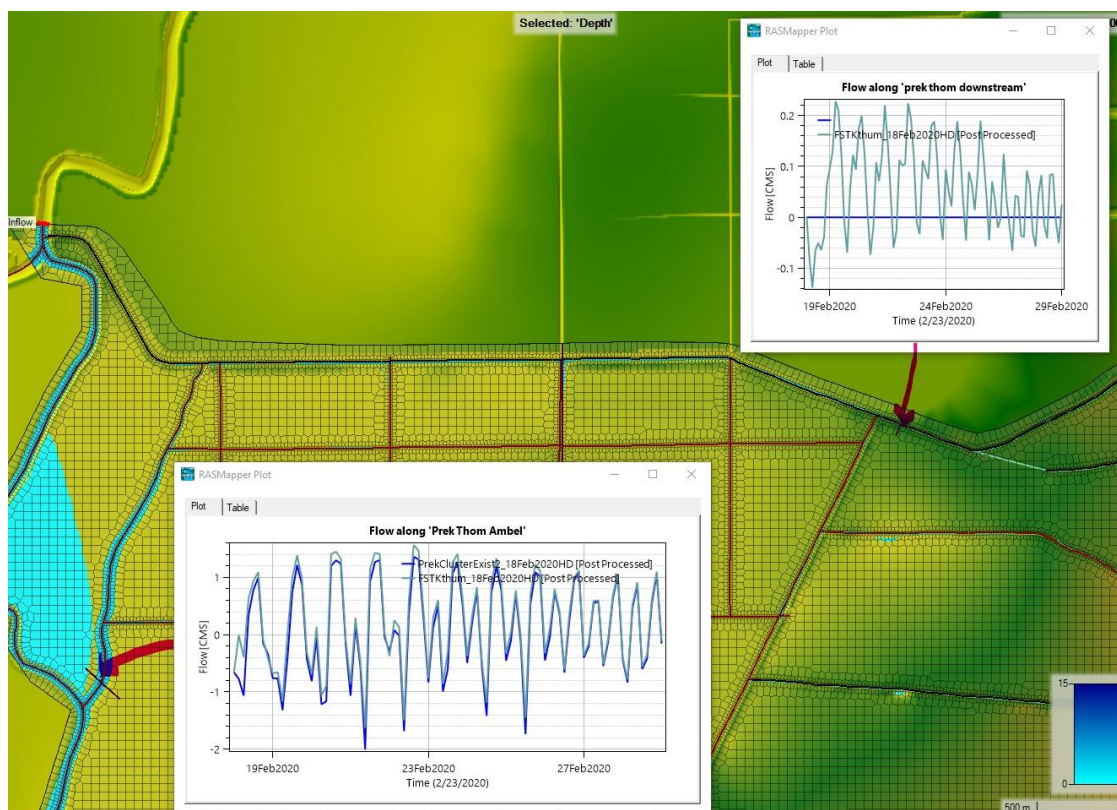 Selected: 'Depth'
RASMapper Plot
Plot
Table
Flow along 'prek thom downstream'
FSTKthum_18Feb2020HD [Post Processed]
0.2
0.1
0
-0.1
Flow [CMS]
19Feb2020
24Feb2020
29Feb2020
Time (2/23/2020)
Inflow
RASMapper Plot
Plot
Table
Flow along 'Prek Thom Ambel'
PrekClusterExist2_18Feb2020HD [Post Processed]
FSTKthum_18Feb2020HD [Post Processed]
1
0
-1
-2
Flow [CMS]
19Feb2020
23Feb2020
27Feb2020
Time (2/23/2020)
15
0
500 m